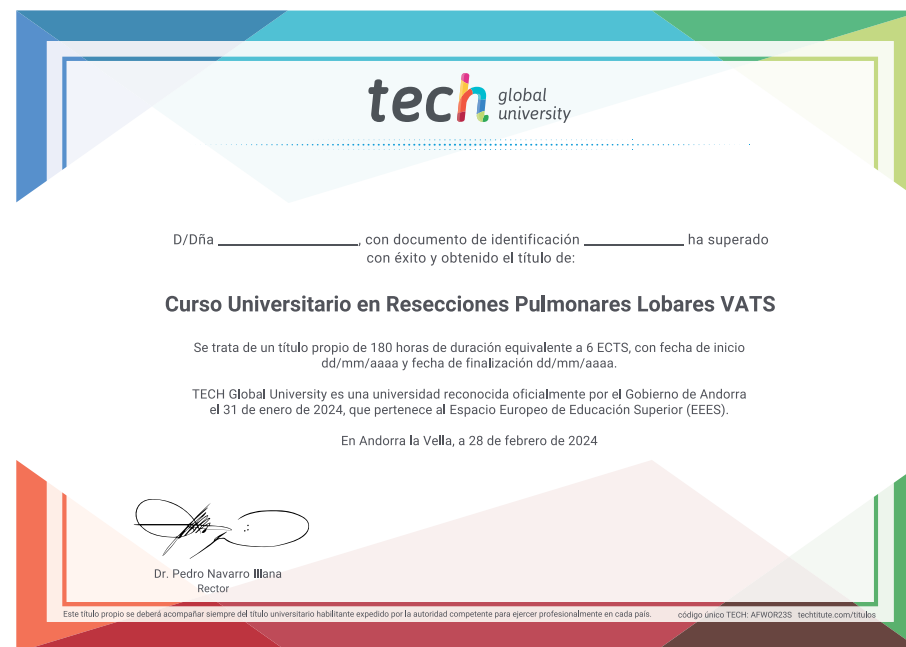 tech global university
D/Dña ____________________, con documento de identificación ______________ ha superado
con éxito y obtenido el título de:
Curso Universitario en Resecciones Pulmonares Lobares VATS
Se trata de un título propio de 180 horas de duración equivalente a 6 ECTS, con fecha de inicio
dd/mm/aaaa y fecha de finalización dd/mm/aaaa.
TECH Global University es una universidad reconocida oficialmente por el Gobierno de Andorra
el 31 de enero de 2024, que pertenece al Espacio Europeo de Educación Superior (EEES).
En Andorra la Vella, a 28 de febrero de 2024
Dr. Pedro Navarro Illana
Rector
Este título propio se deberá acompañar siempre del título universitario habilitante expedido por la autoridad competente para ejercer profesionalmente en cada país. código único TECH: AFWOR23S techtitute.com/titulos